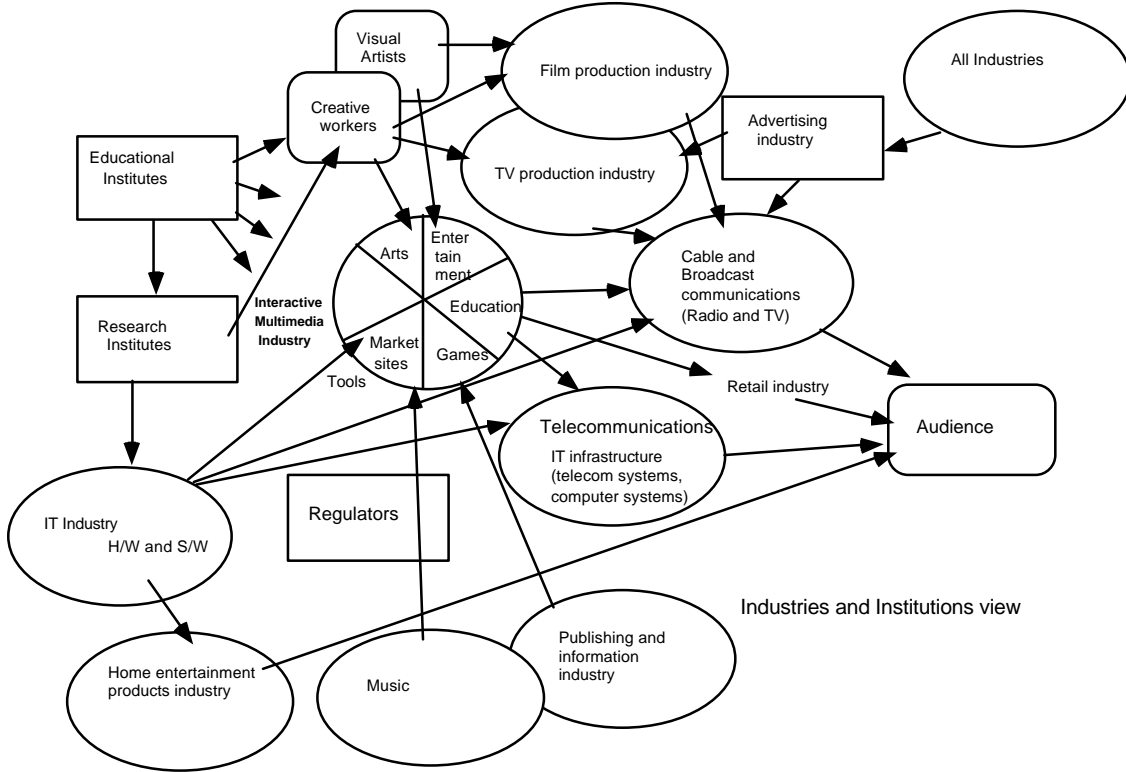 Visual
Artists
Film production industry
All Industries
Creative
workers
Advertising
industry
Educational
Institutes
TV production industry
Arts
Enter
tain
ment
Cable and
Broadcast
communications
(Radio and TV)
Interactive
Multimedia
Industry
Education
Research
Institutes
Market
sites
Games
Tools
Retail industry
Telecommunications
IT infrastructure
(telecom systems,
computer systems)
Audience
Regulators
IT Industry
H/W and S/W
Industries and Institutions view
Publishing and
information
industry
Home entertainment
products industry
Music